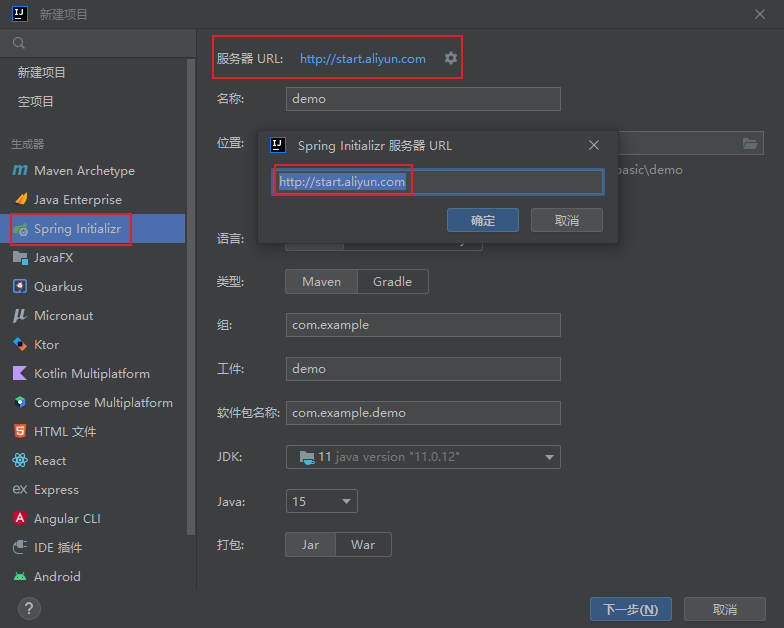 新建项目
新建项目
空项目
生成器
Maven Archetype
Java Enterprise
Spring Initializr
JavaFX
Quarkus
Micronaut
Ktor
Kotlin Multiplatform
Compose Multiplatform
HTML 文件
React
ex Express
Angular CLI
IDE 插件
Android
?
服务器 URL: http://start.aliyun.com
名称: demo
位置:
basic\demo
Spring Initializr 服务器 URL
http://start.aliyun.com
确定 取消
语言:
类型: Maven Gradle
组: com.example
工件: demo
软件包名称: com.example.demo
JDK: 11 java version "11.0.12"
Java: 15
打包: Jar War
下一步(N) 取消